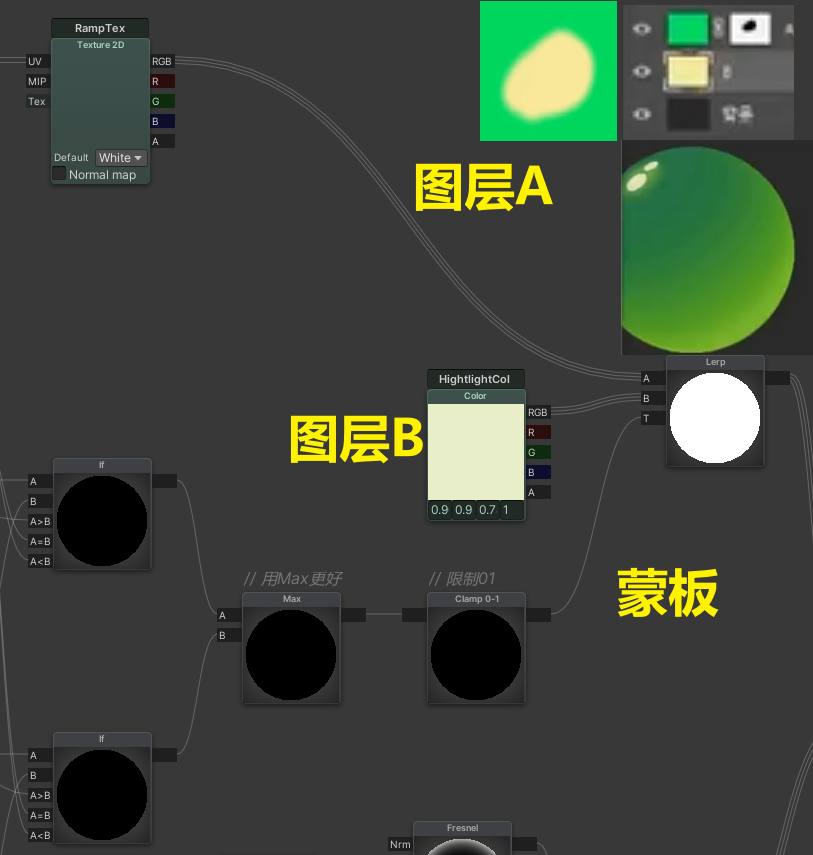 RampTex
Texture 2D
UV
RGB
MIP
R
Tex
G
B
A
Default White
Normal map
图层A
Lerp
A
B
T
HightlightCol
Color
RGB
R
G
B
A
0.9 0.9 0.7 1
图层B
If
A
B
A>B
A=B
A<B
// 用Max更好
Max
A
B
// 限制01
Clamp 0-1
蒙板
If
A
B
A>B
A=B
A<B
Fresnel
Nrm